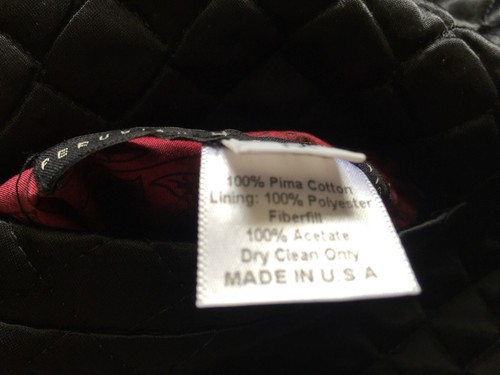 100% Pima Cotton
Lining: 100% Polyester
Fiberfill
100% Acetate
Dry Clean Only
MADE IN U.S.A